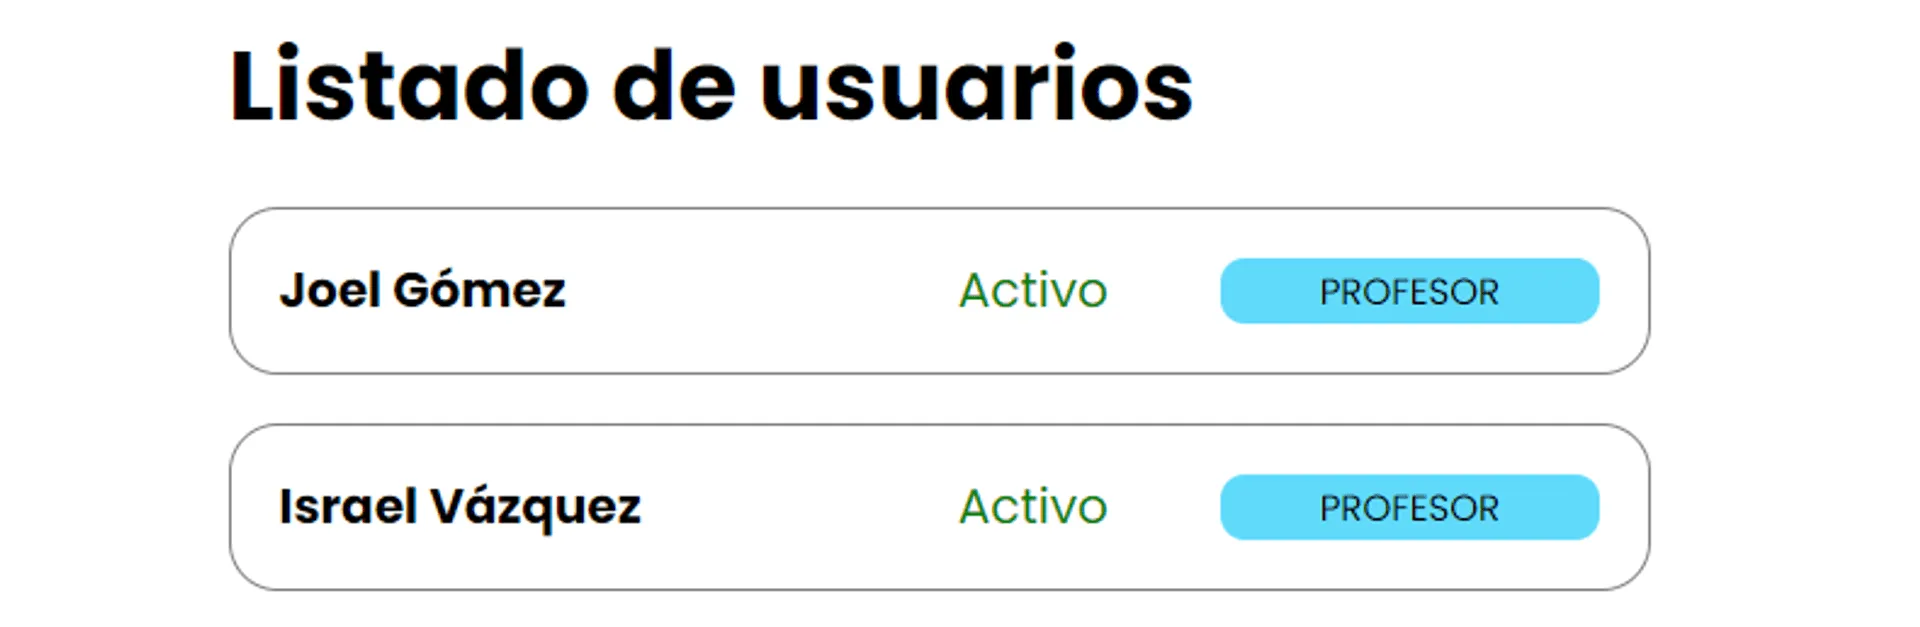 Listado de usuarios
Joel Gómez Activo PROFESOR
Israel Vázquez Activo PROFESOR